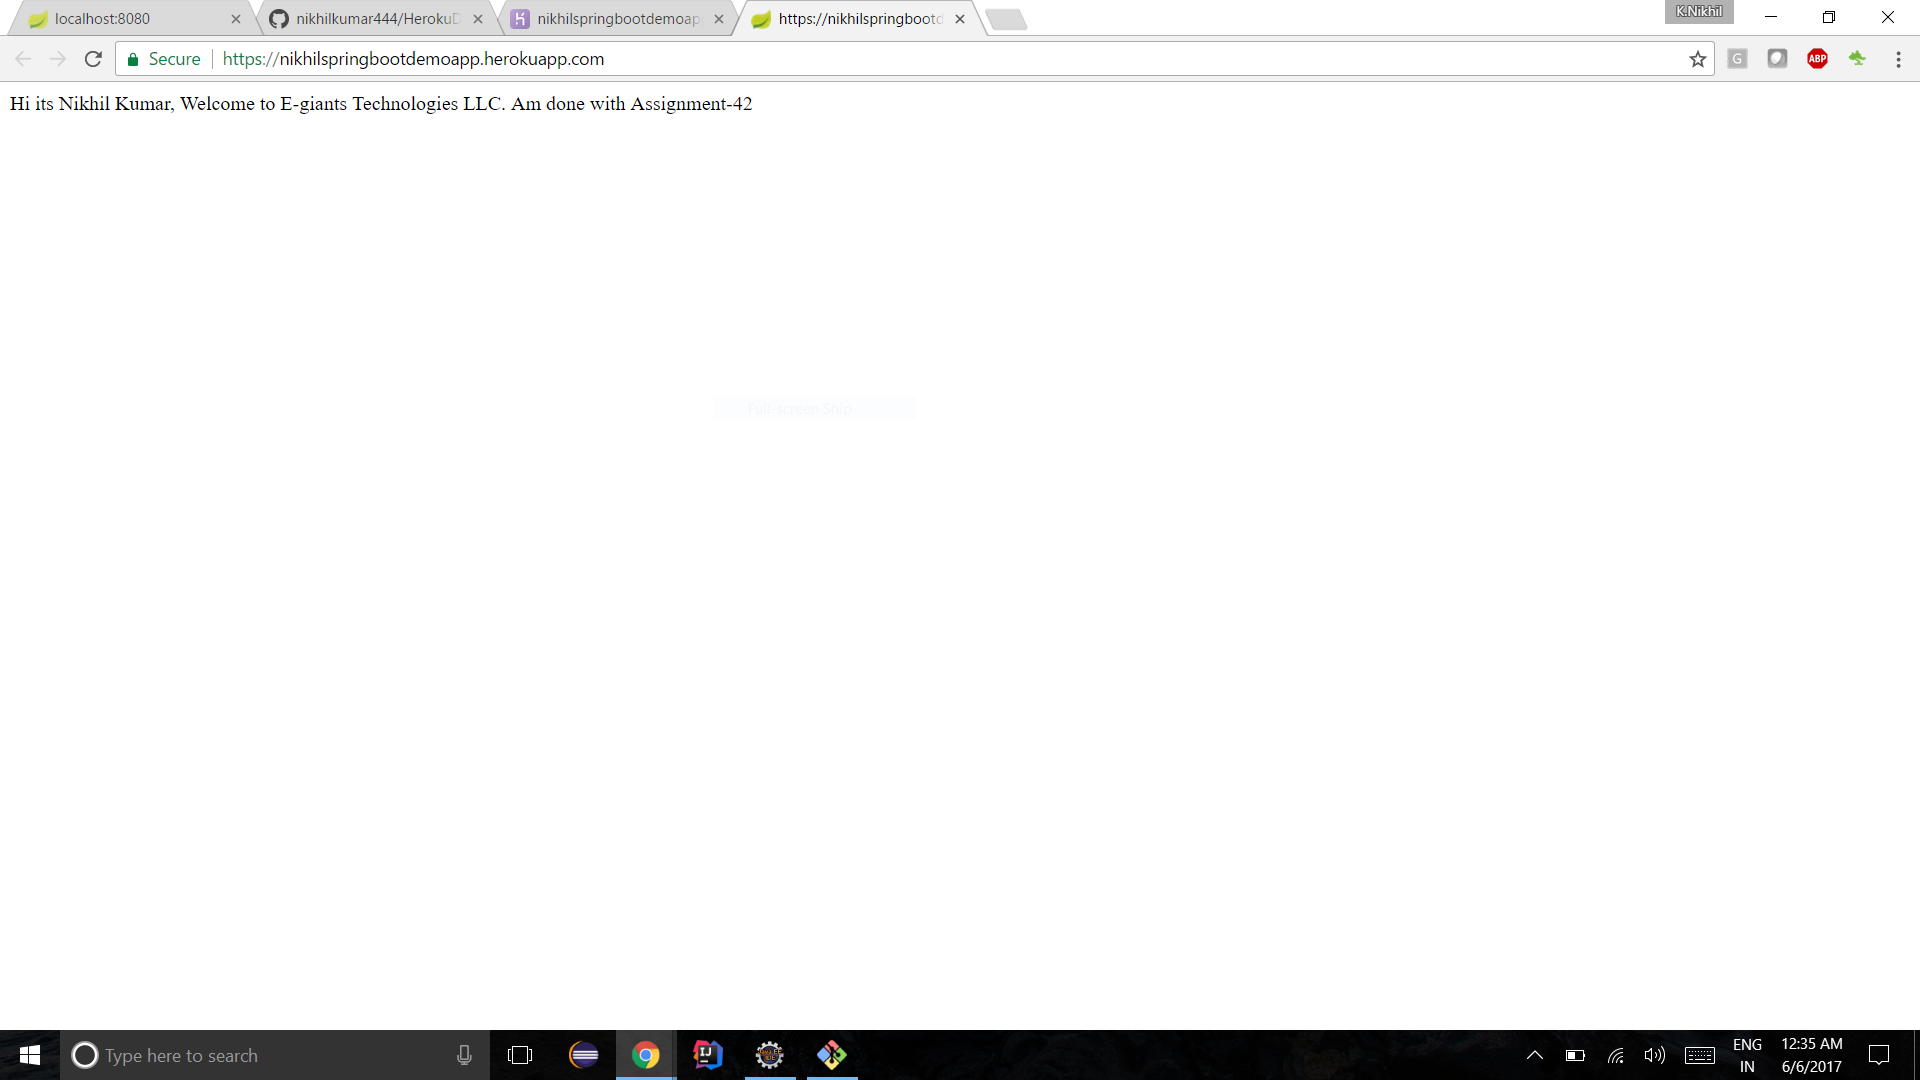 localhost:8080
nikhilkumar444/HerokuD
nikhilspringbootdemoap
https://nikhilspringbootd
K.Nikhil
Secure
https://nikhilspringbootdemoapp.herokuapp.com
G
ABP
Hi its Nikhil Kumar, Welcome to E-giants Technologies LLC. Am done with Assignment-42
Full-screen Snip
Type here to search
IJ
ENG
IN
12:35 AM
6/6/2017